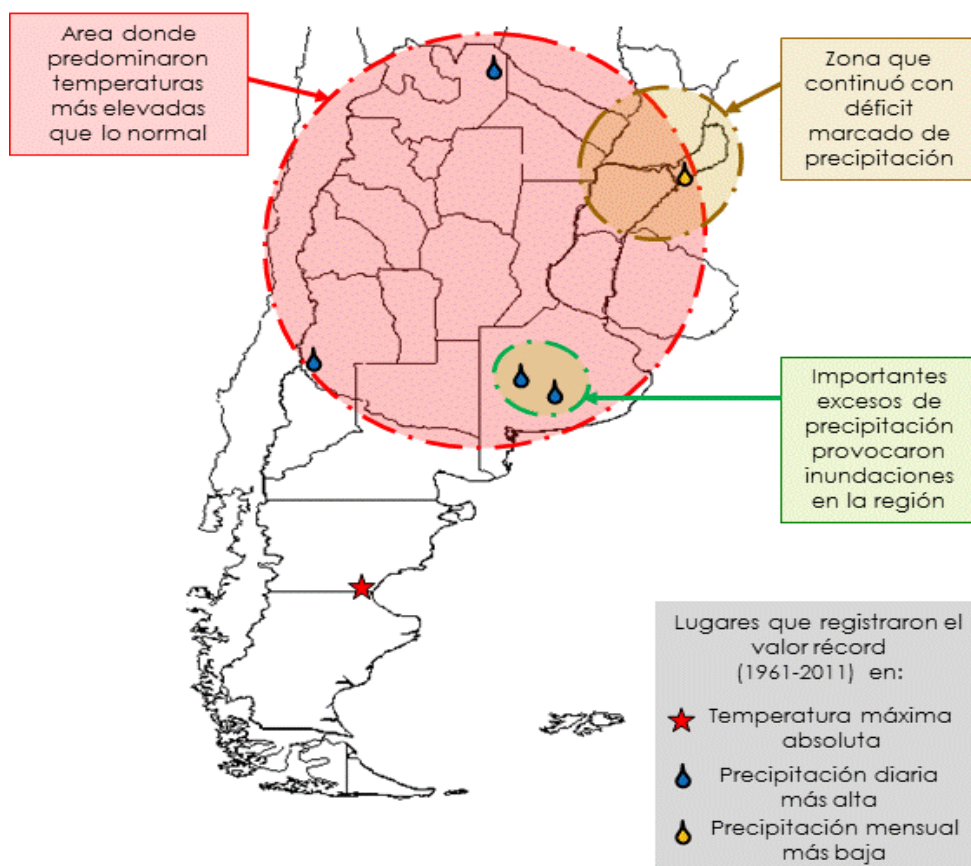 Area donde
predominaron
temperaturas
más elevadas
que lo normal
Zona que
continuó con
déficit
marcado de
precipitación
Importantes
excesos de
precipitación
provocaron
inundaciones
en la región
Lugares que registraron el
valor récord
(1961-2011) en:
Temperatura máxima
absoluta
Precipitación diaria
más alta
Precipitación mensual
más baja